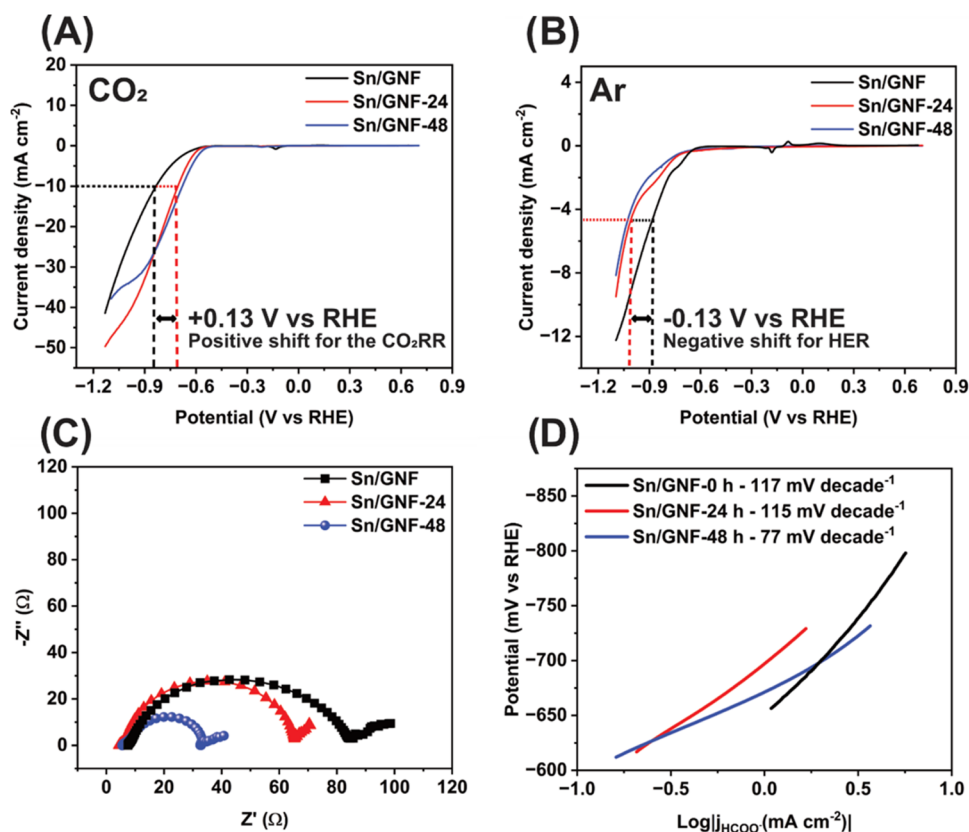 (A)
CO₂
Sn/GNF
Sn/GNF-24
Sn/GNF-48
20
10
0
−10
−20
−30
−40
−50
Current density (mA cm⁻²)
+0.13 V vs RHE
Positive shift for the CO₂RR
−1.2 −0.9 −0.6 −0.3 0.0 0.3 0.6 0.9
Potential (V vs RHE)
(B)
Ar
Sn/GNF
Sn/GNF-24
Sn/GNF-48
4
0
−4
−8
−12
Current density (mA cm⁻²)
-0.13 V vs RHE
Negative shift for HER
−1.2 −0.9 −0.6 −0.3 0.0 0.3 0.6 0.9
Potential (V vs RHE)
(C)
Sn/GNF
Sn/GNF-24
Sn/GNF-48
120
100
80
60
40
20
0
-Z'' (Ω)
0 20 40 60 80 100 120
Z' (Ω)
(D)
Sn/GNF-0 h - 117 mV decade⁻¹
Sn/GNF-24 h - 115 mV decade⁻¹
Sn/GNF-48 h - 77 mV decade⁻¹
−850
−800
−750
−700
−650
−600
Potential (mV vs RHE)
−1.0 −0.5 0.0 0.5 1.0
Log|jHCOO-(mA cm⁻²)|